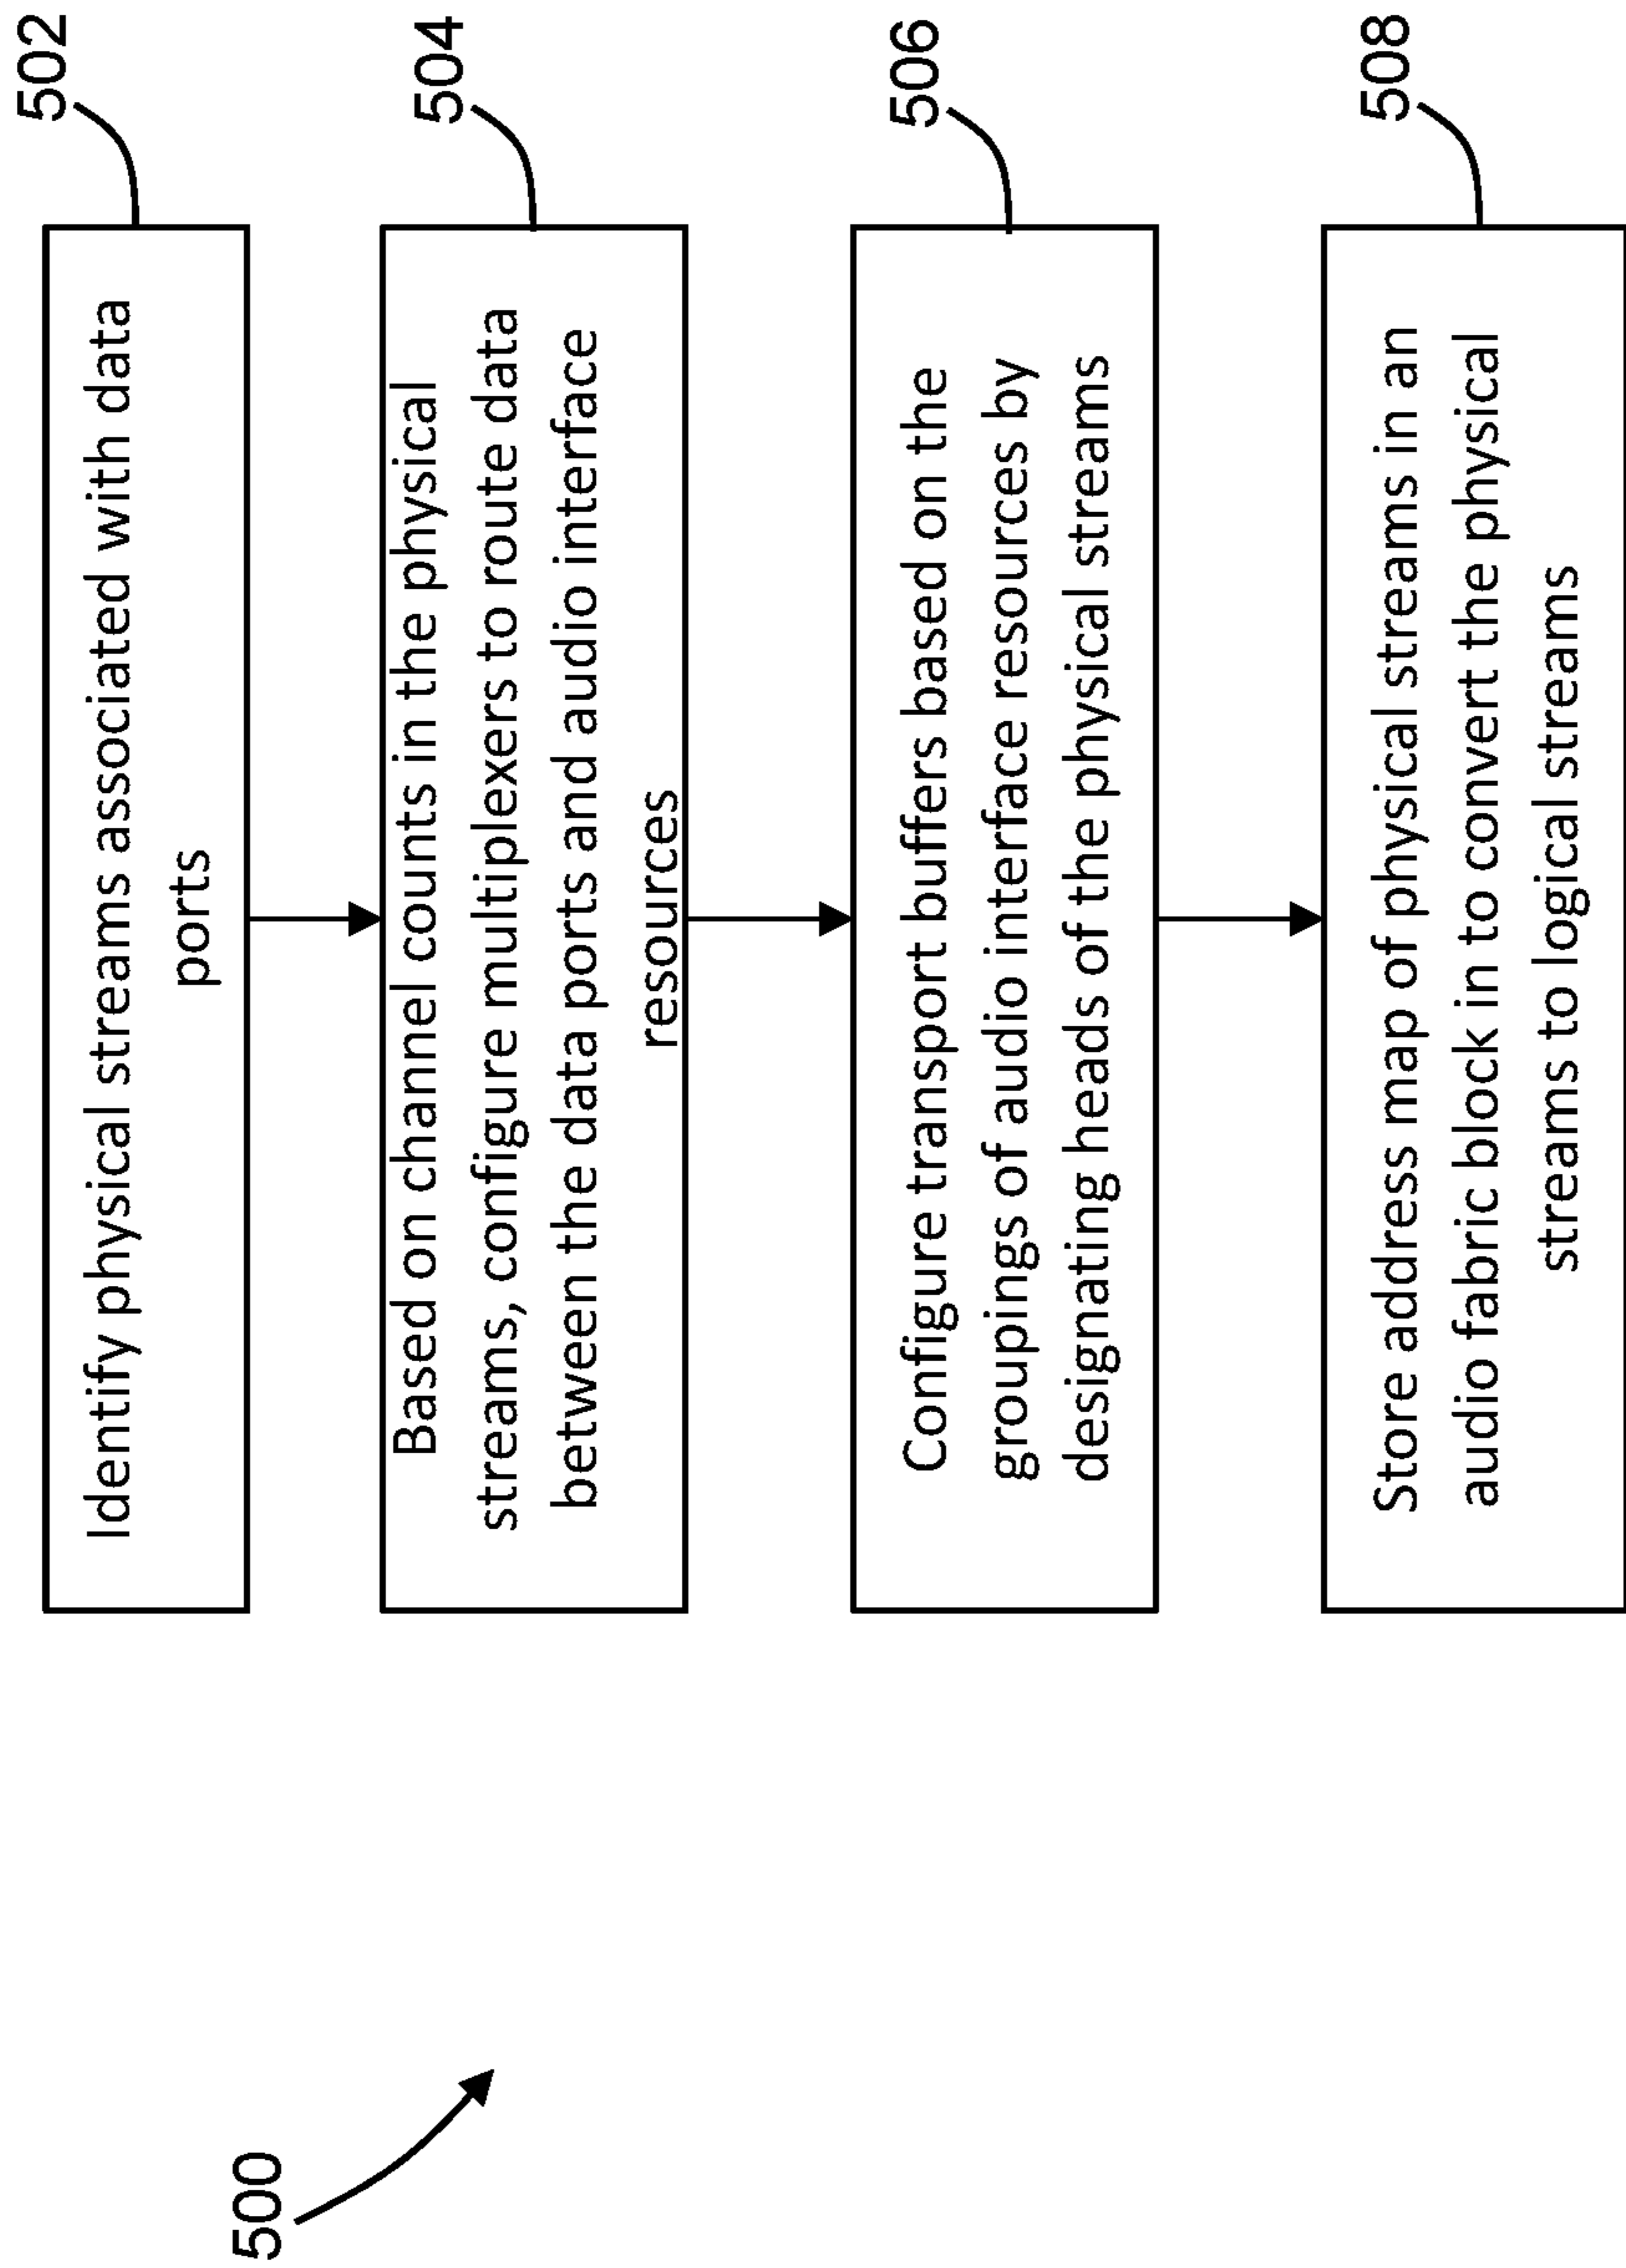 500
502
Identify physical streams associated with data
ports
504
Based on channel counts in the physical
streams, configure multiplexers to route data
between the data ports and audio interface
resources
506
Configure transport buffers based on the
groupings of audio interface resources by
designating heads of the physical streams
508
Store address map of physical streams in an
audio fabric block in to convert the physical
streams to logical streams